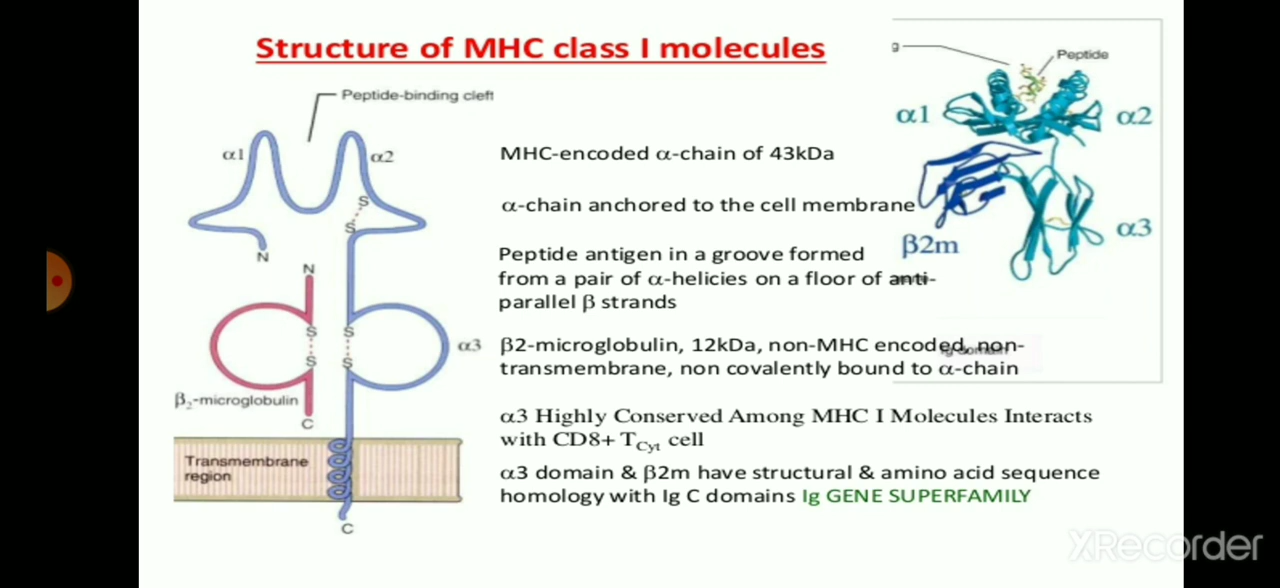 Structure of MHC class I molecules
g
Peptide
Peptide-binding cleft
α1
α2
α1
α2
MHC-encoded α-chain of 43kDa
S
S
α-chain anchored to the cell membrane
α3
N
N
β2m
Peptide antigen in a groove formed
from a pair of α-helicies on a floor of anti-
parallel β strands
S
S
S
S
α3
β2-microglobulin, 12kDa, non-MHC encoded, non-
Ig domain
transmembrane, non covalently bound to α-chain
β2-microglobulin
C
α3 Highly Conserved Among MHC I Molecules Interacts
with CD8+ TCyt cell
Transmembrane
region
α3 domain & β2m have structural & amino acid sequence
homology with Ig C domains Ig GENE SUPERFAMILY
C
XRecorder